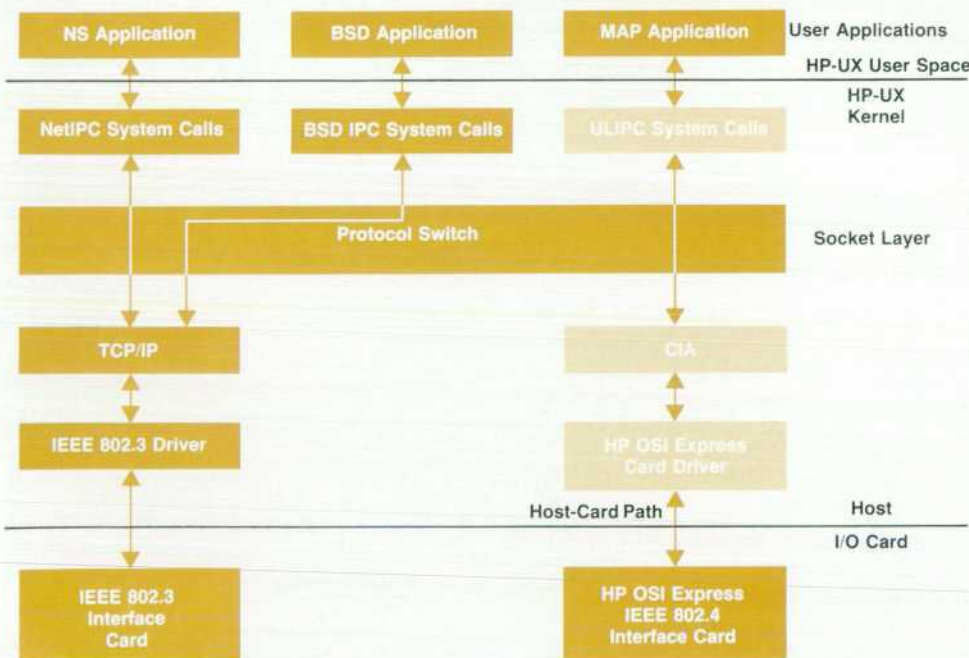 NS Application
BSD Application
MAP Application
User Applications
HP-UX User Space
HP-UX
Kernel
NetIPC System Calls
BSD IPC System Calls
ULIPC System Calls
Protocol Switch
Socket Layer
TCP/IP
CIA
IEEE 802.3 Driver
HP OSI Express
Card Driver
Host-Card Path
Host
I/O Card
IEEE 802.3
Interface
Card
HP OSI Express
IEEE 802.4
Interface Card